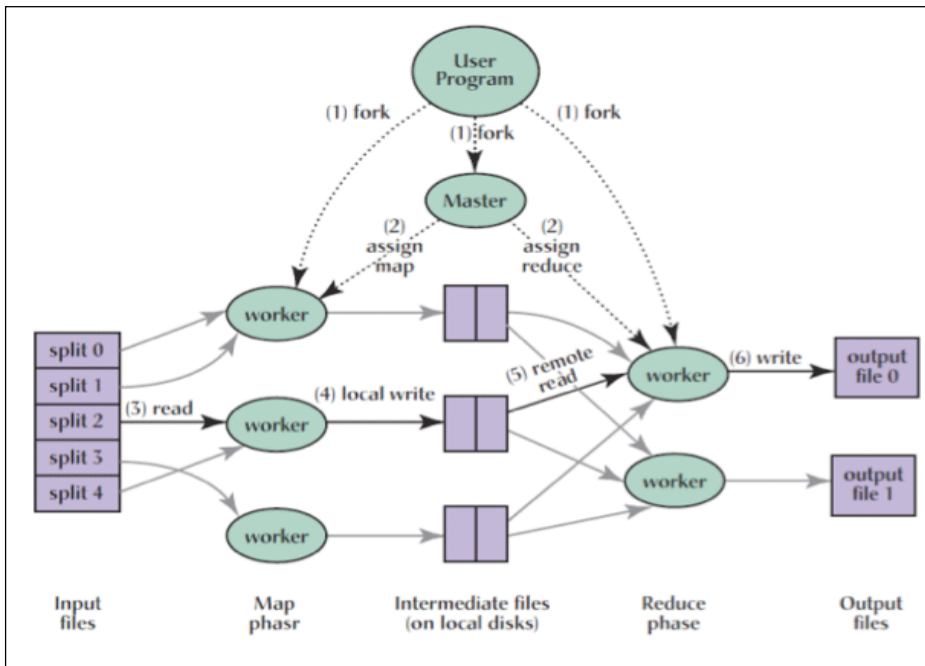 User
Program
(1) fork
(1) fork
(1) fork
Master
(2)
assign
map
(2)
assign
reduce
worker
split 0
split 1
split 2
split 3
split 4
(3) read
worker
(4) local write
(5) remote
read
worker
(6) write
output
file 0
worker
output
file 1
worker
Input
files
Map
phasr
Intermediate files
(on local disks)
Reduce
phase
Output
files